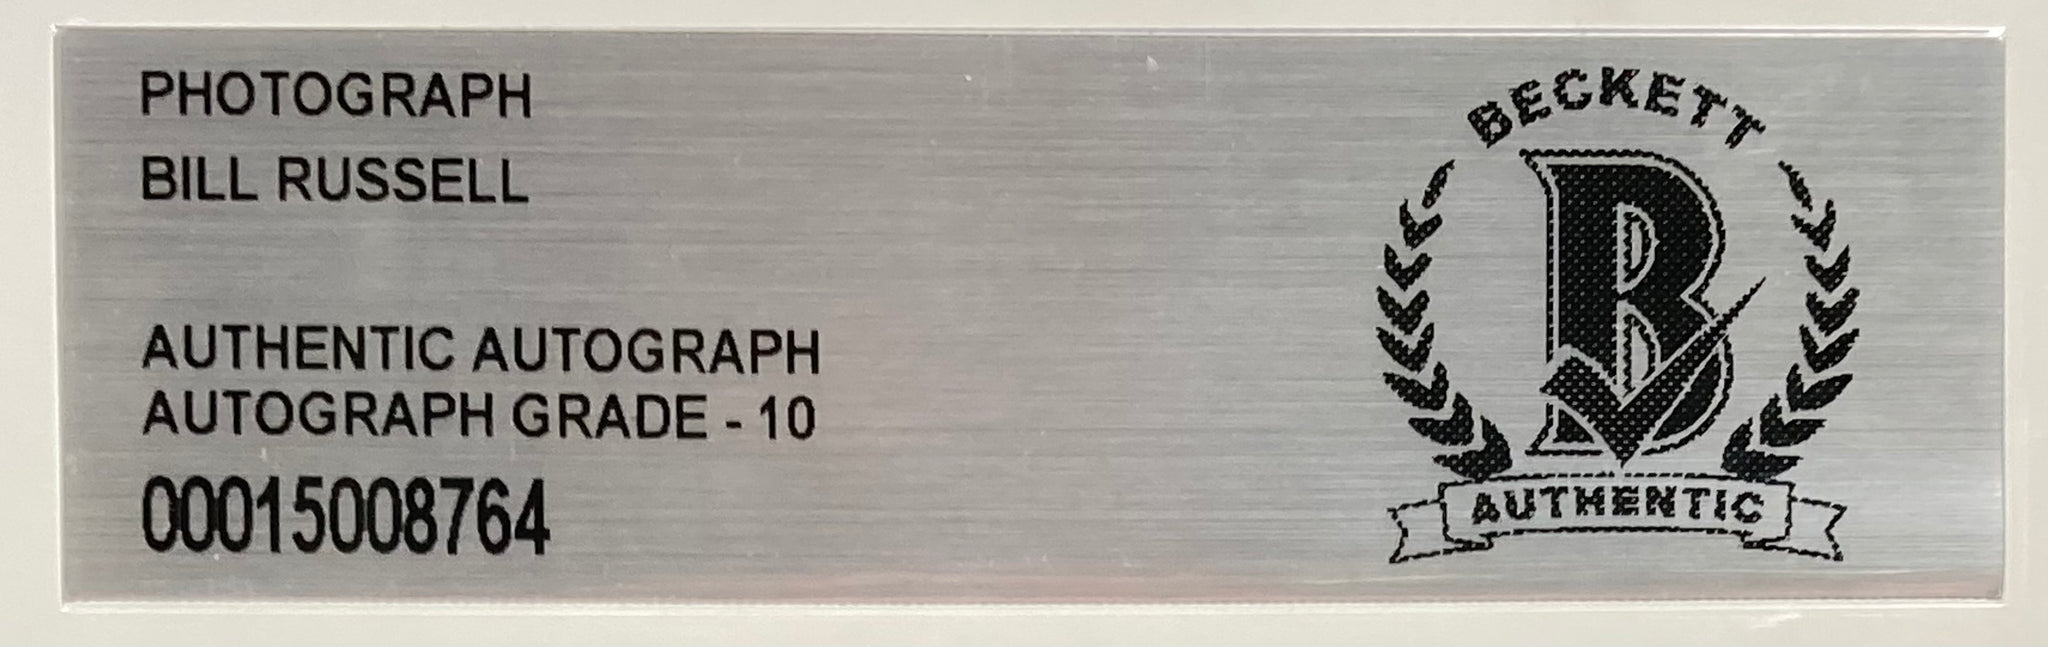 PHOTOGRAPH
BILL RUSSELL
AUTHENTIC AUTOGRAPH
AUTOGRAPH GRADE - 10
00015008764
BECKETT
B
AUTHENTIC